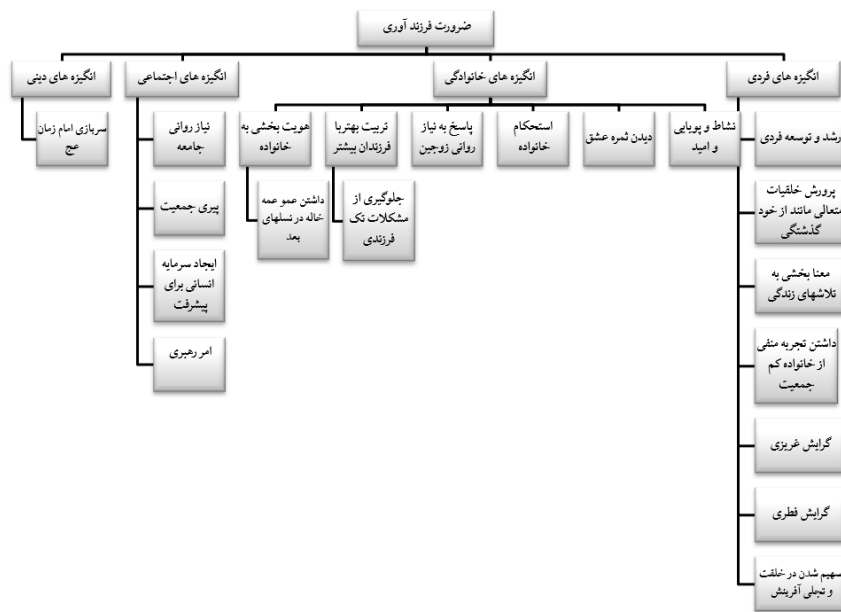 ضرورت فرزند آوری
انگیزه های فردی
رشد و توسعه فردی
پرورش خلقیات
متعالی مانند از خود
گذشتگی
معنا بخشی به
تلاشهای زندگی
داشتن تجربه منفی
از خانواده کم
جمعیت
گرایش غریزی
گرایش فطری
سهیم شدن در خلقت
و تجلی آفرینش
انگیزه های خانوادگی
نشاط و پویایی
و امید
دیدن ثمره عشق
استحکام
خانواده
پاسخ به نیاز
روانی زوجین
تربیت بهتربا
فرزندان بیشتر
جلوگیری از
مشکلات تک
فرزندی
هویت بخشی به
خانواده
داشتن عمو عمه
خاله در نسلهای
بعد
انگیزه های اجتماعی
نیاز روانی
جامعه
پیری جمعیت
ایجاد سرمایه
انسانی برای
پیشرفت
امر رهبری
انگیزه های دینی
سربازی امام زمان
عج